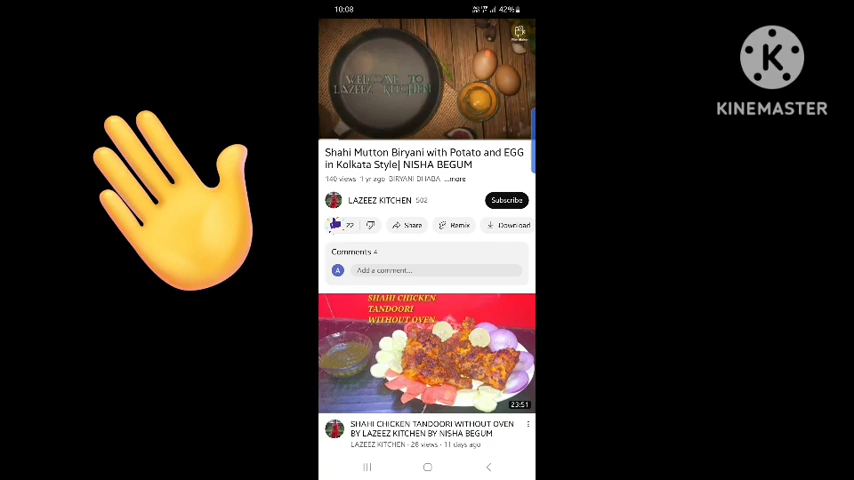 10:08
42%
WELCOME TO
LAZEEZ KITCHEN
Shahi Mutton Biryani with Potato and EGG
in Kolkata Style| NISHA BEGUM
140 views 1 yr ago BIRYANI DHABA ...more
LAZEEZ KITCHEN 502
Subscribe
22
Share
Remix
Download
Comments 4
A
Add a comment...
SHAHI CHICKEN
TANDOORI
WITHOUT OVEN
23:51
SHAHI CHICKEN TANDOORI WITHOUT OVEN
BY LAZEEZ KITCHEN BY NISHA BEGUM
LAZEEZ KITCHEN · 26 views · 11 days ago
K
KINEMASTER